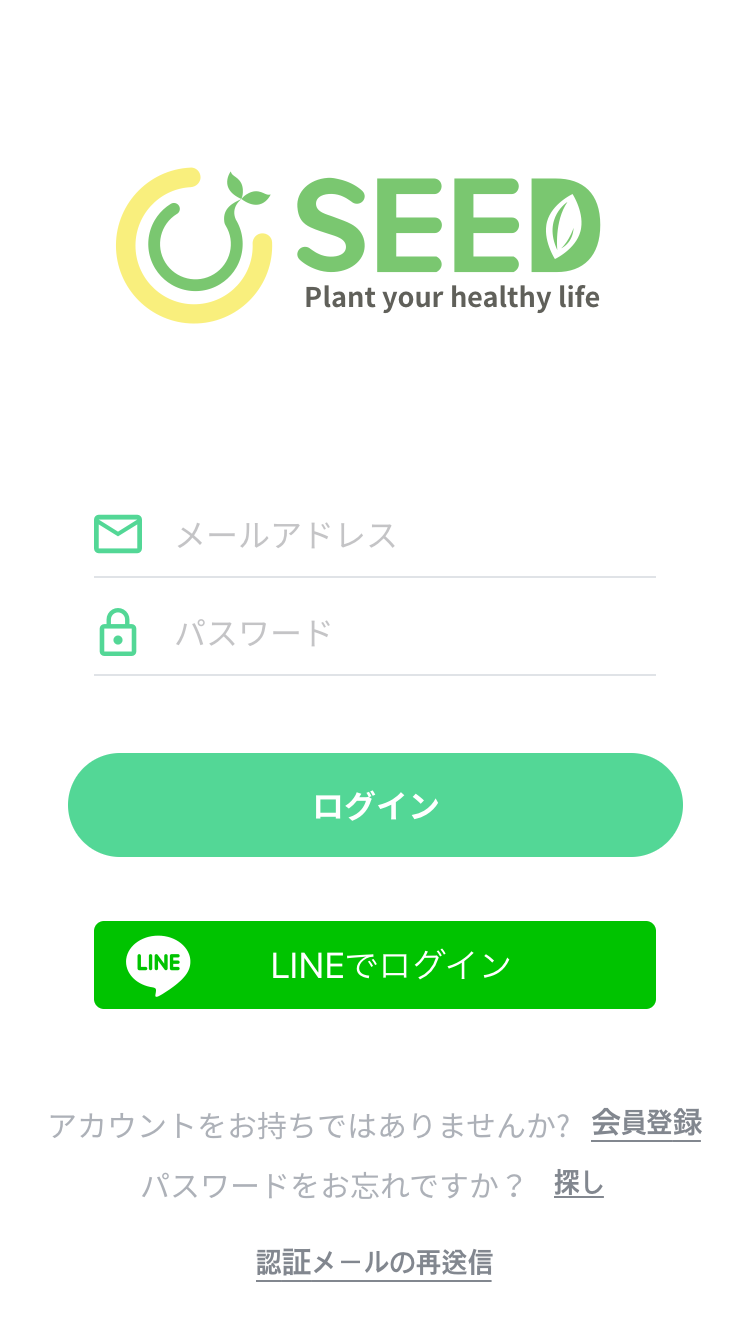 SEED
Plant your healthy life
メールアドレス
パスワード
ログイン
LINE LINEでログイン
アカウントをお持ちではありませんか? 会員登録
パスワードをお忘れですか？ 探し
認証メールの再送信